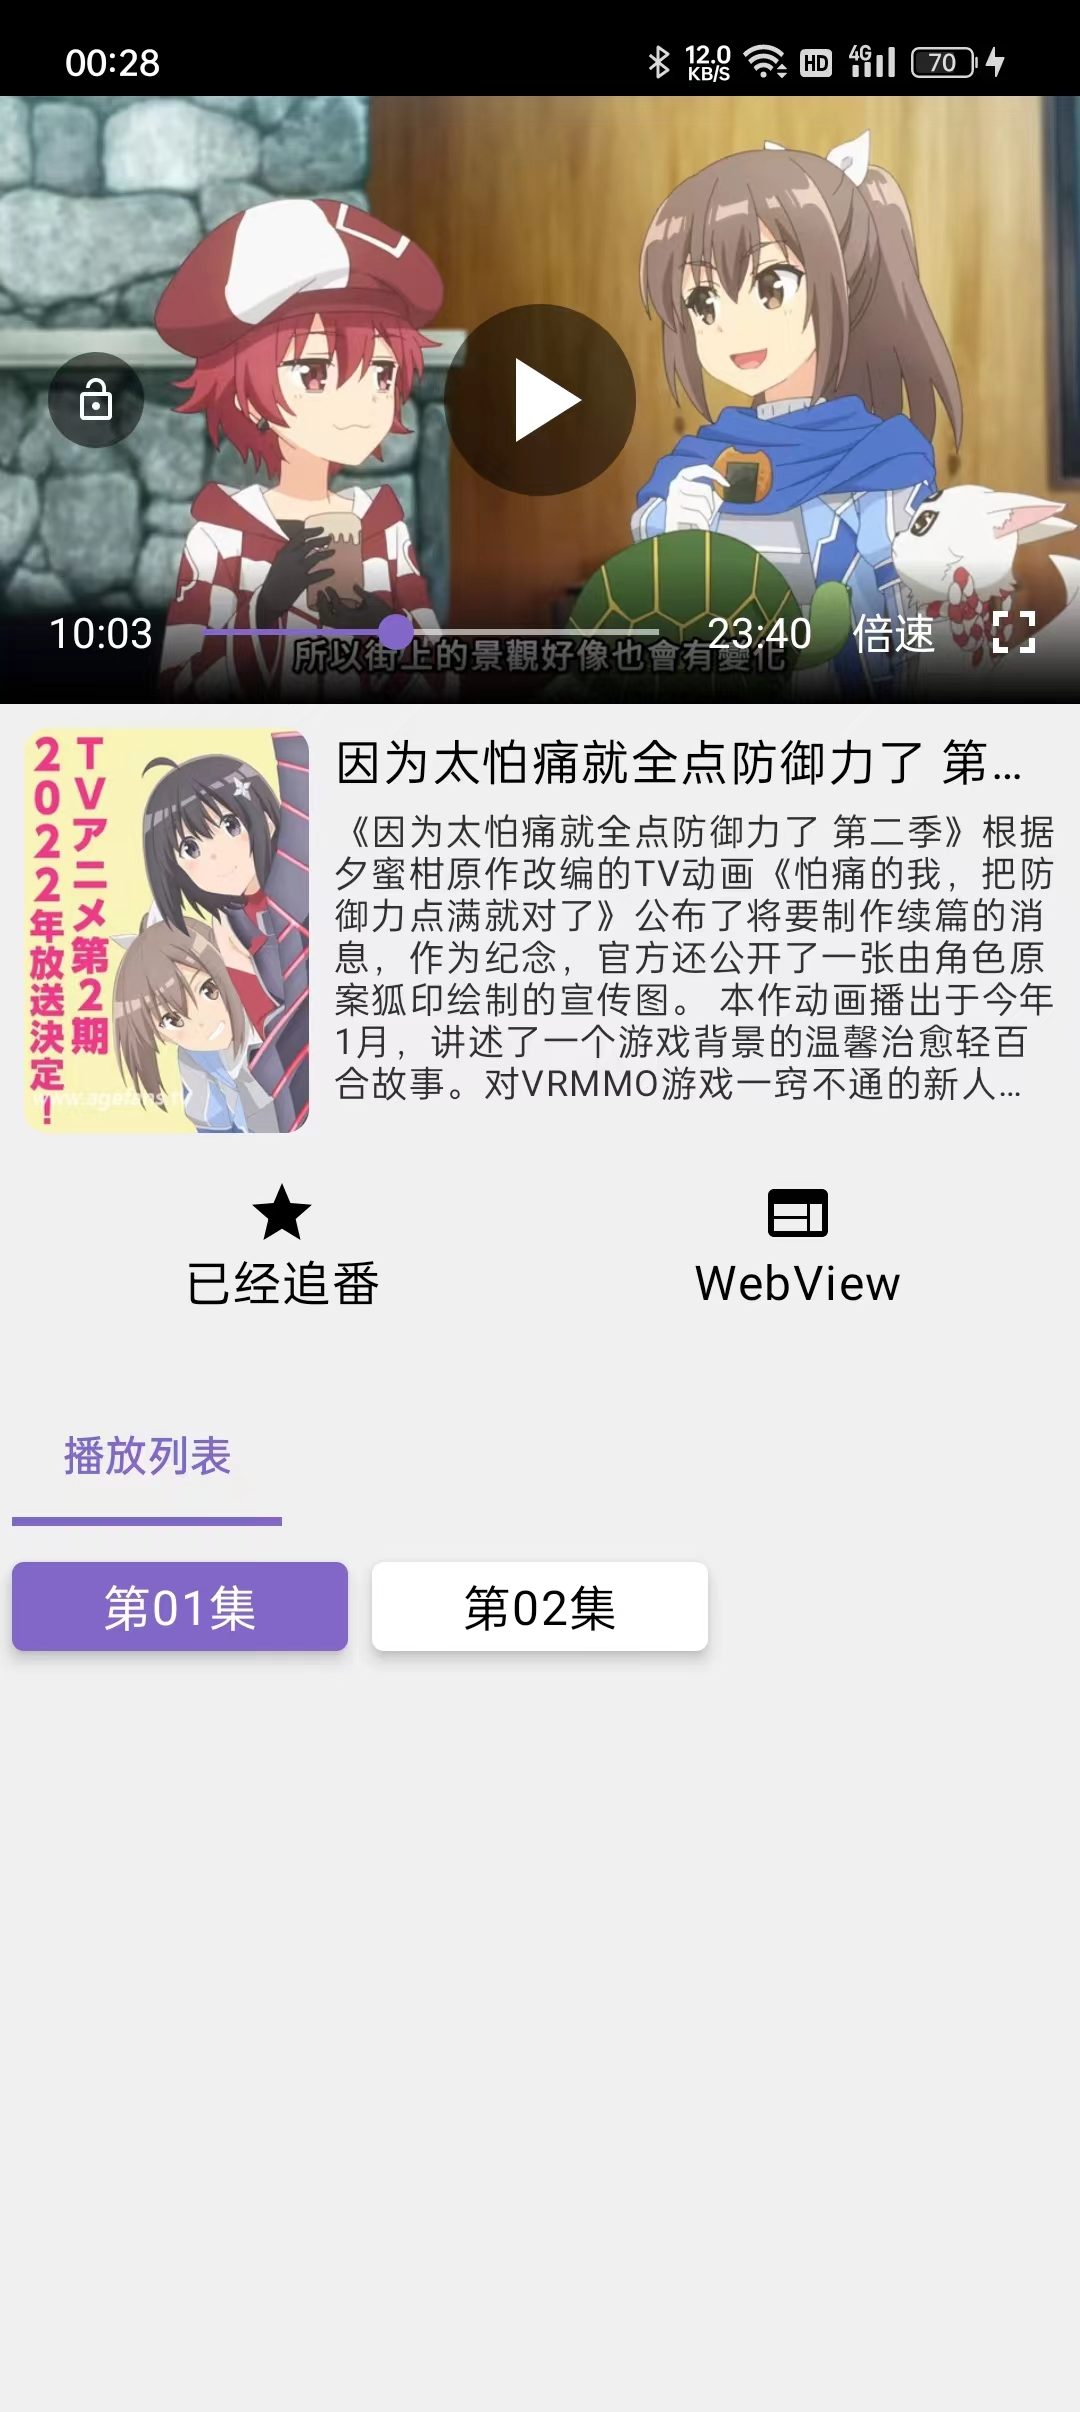 00:28
12.0
KB/S
HD
4G
70
10:03
23:40
倍速
所以街上的景觀好像也會有變化
TVアニメ第2期
2022年放送決定!
www.agefans.tv
因为太怕痛就全点防御力了 第...
《因为太怕痛就全点防御力了 第二季》根据
夕蜜柑原作改编的TV动画《怕痛的我，把防
御力点满就对了》公布了将要制作续篇的消
息，作为纪念，官方还公开了一张由角色原
案狐印绘制的宣传图。 本作动画播出于今年
1月，讲述了一个游戏背景的温馨治愈轻百
合故事。对VRMMO游戏一窍不通的新人...
已经追番
WebView
播放列表
第01集
第02集